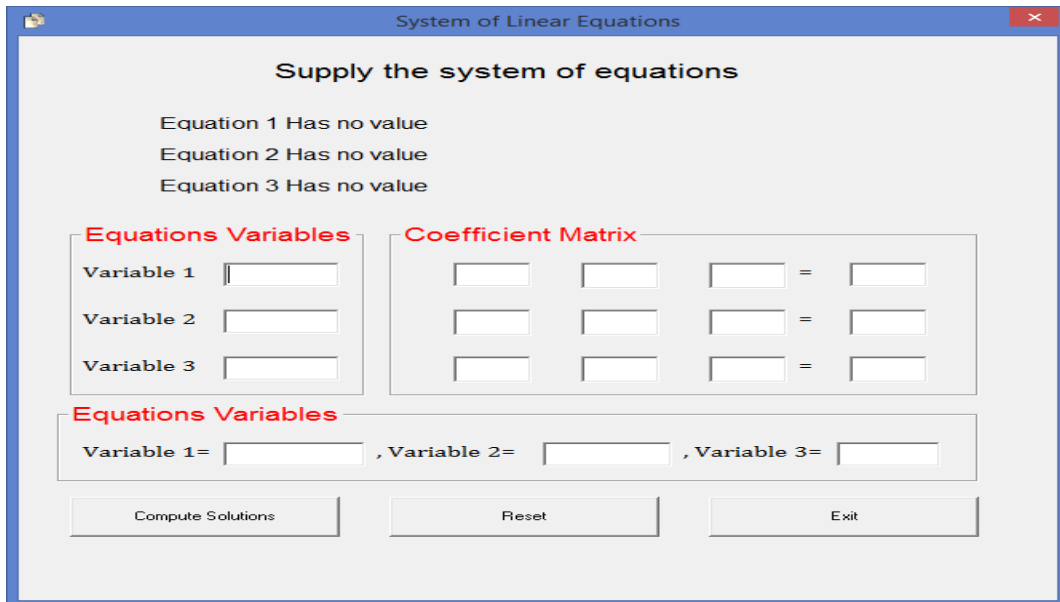 System of Linear Equations
Supply the system of equations
Equation 1 Has no value
Equation 2 Has no value
Equation 3 Has no value
Equations Variables
Variable 1
Variable 2
Variable 3
Coefficient Matrix
=
=
=
Equations Variables
Variable 1= , Variable 2= , Variable 3=
Compute Solutions Reset Exit